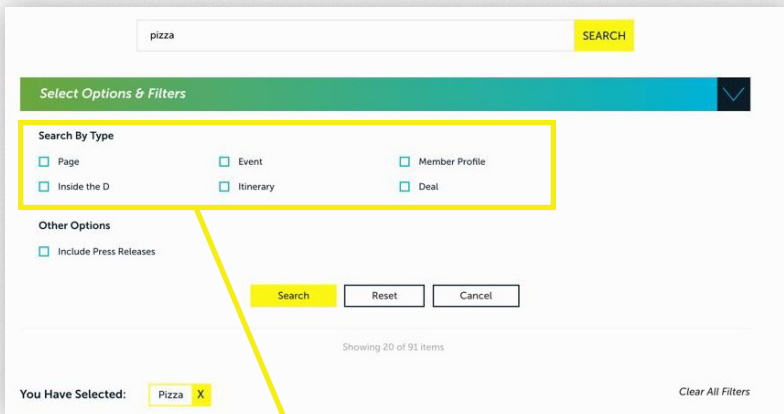 pizza SEARCH
Select Options & Filters
Search By Type
Page Event Member Profile
Inside the D Itinerary Deal
Other Options
Include Press Releases
Search Reset Cancel
Showing 20 of 91 items
You Have Selected: Pizza X Clear All Filters